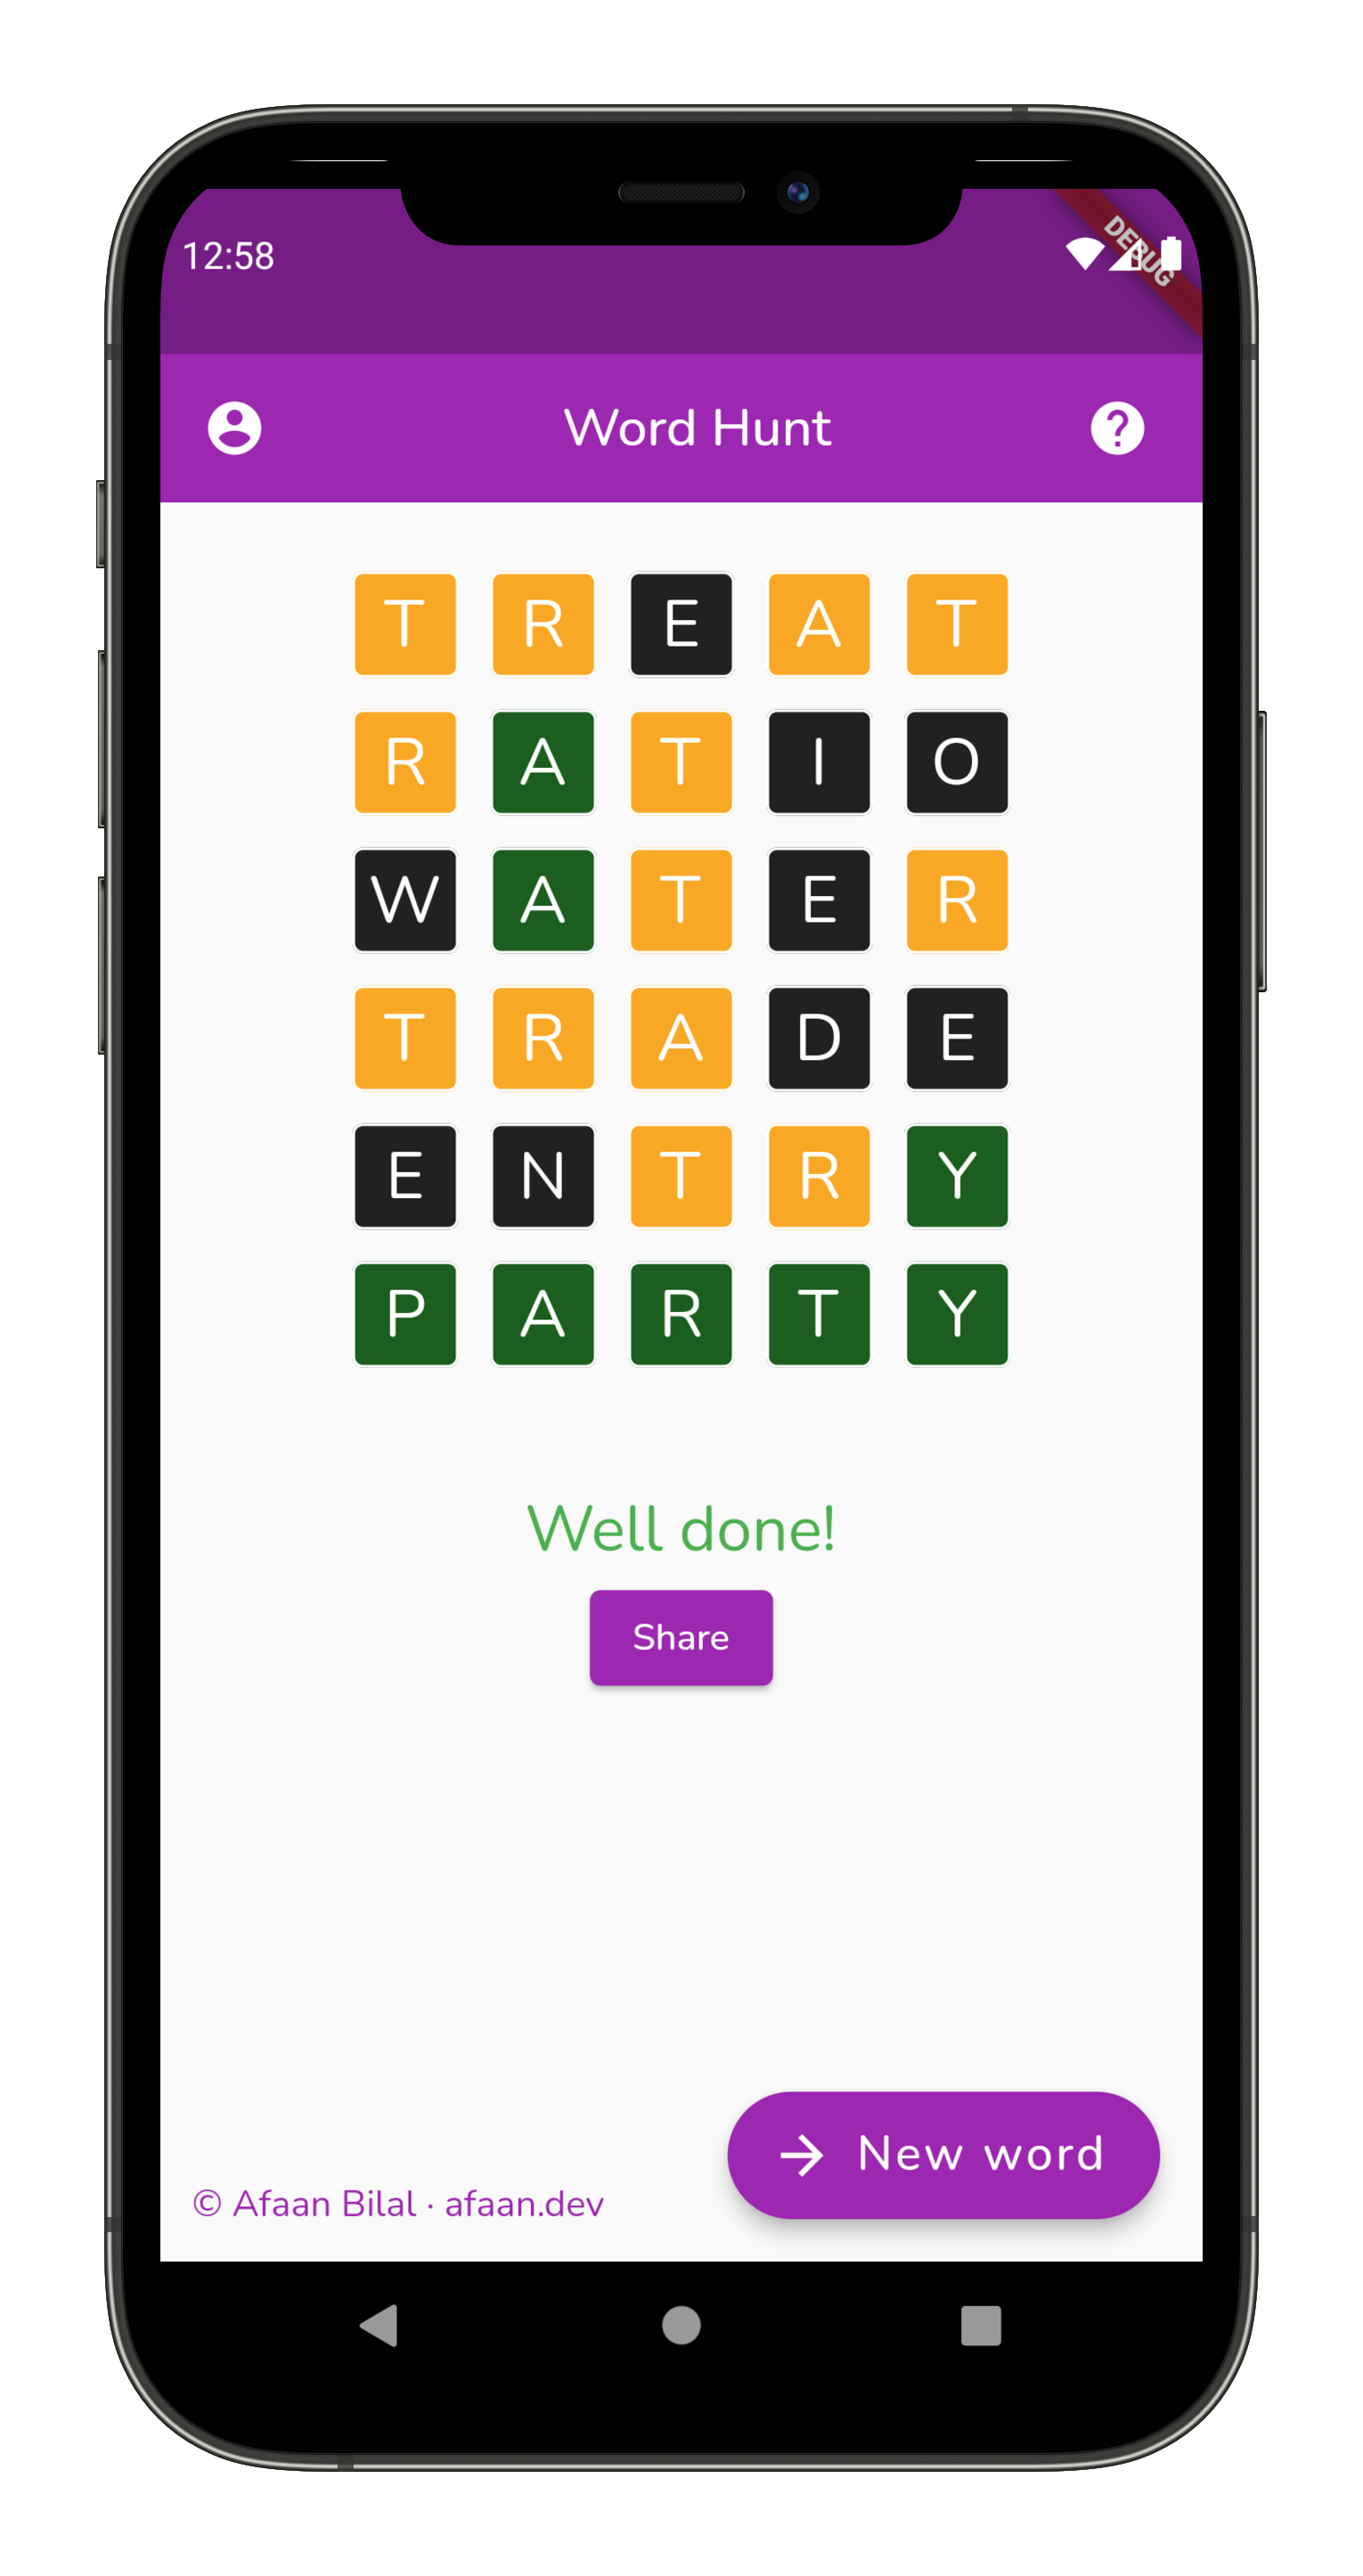 12:58
DEBUG
Word Hunt
T R E A T
R A T I O
W A T E R
T R A D E
E N T R Y
P A R T Y
Well done!
Share
New word
© Afaan Bilal · afaan.dev